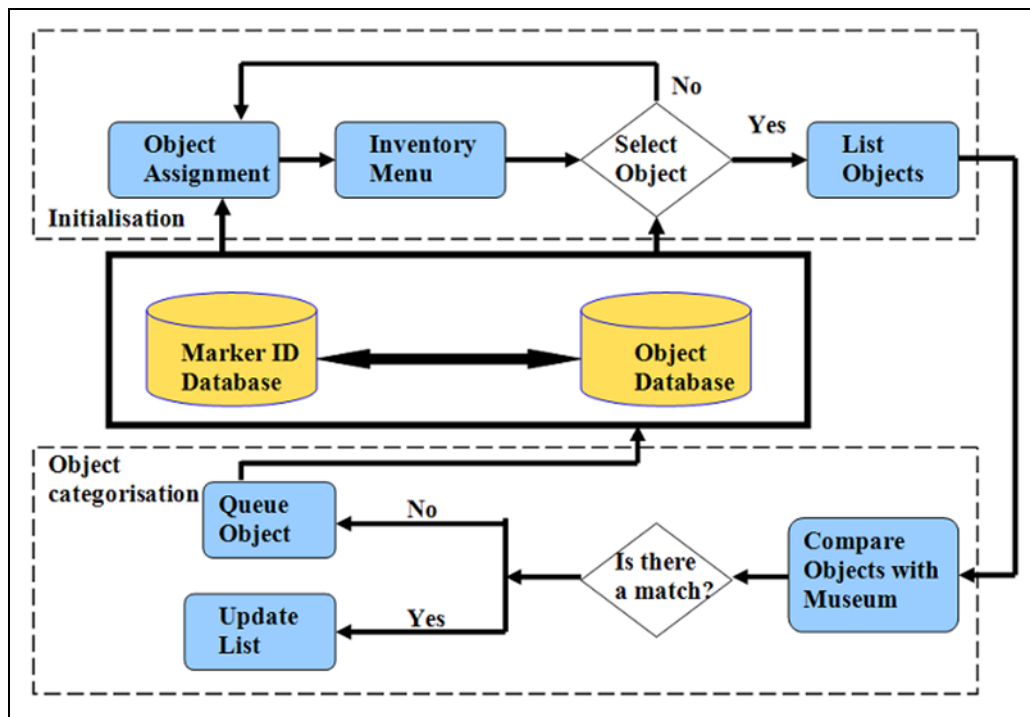 No
Object
Assignment
Inventory
Menu
Select
Object
Yes
List
Objects
Initialisation
Marker ID
Database
Object
Database
Object
categorisation
Queue
Object
No
Is there
a match?
Compare
Objects with
Museum
Update
List
Yes